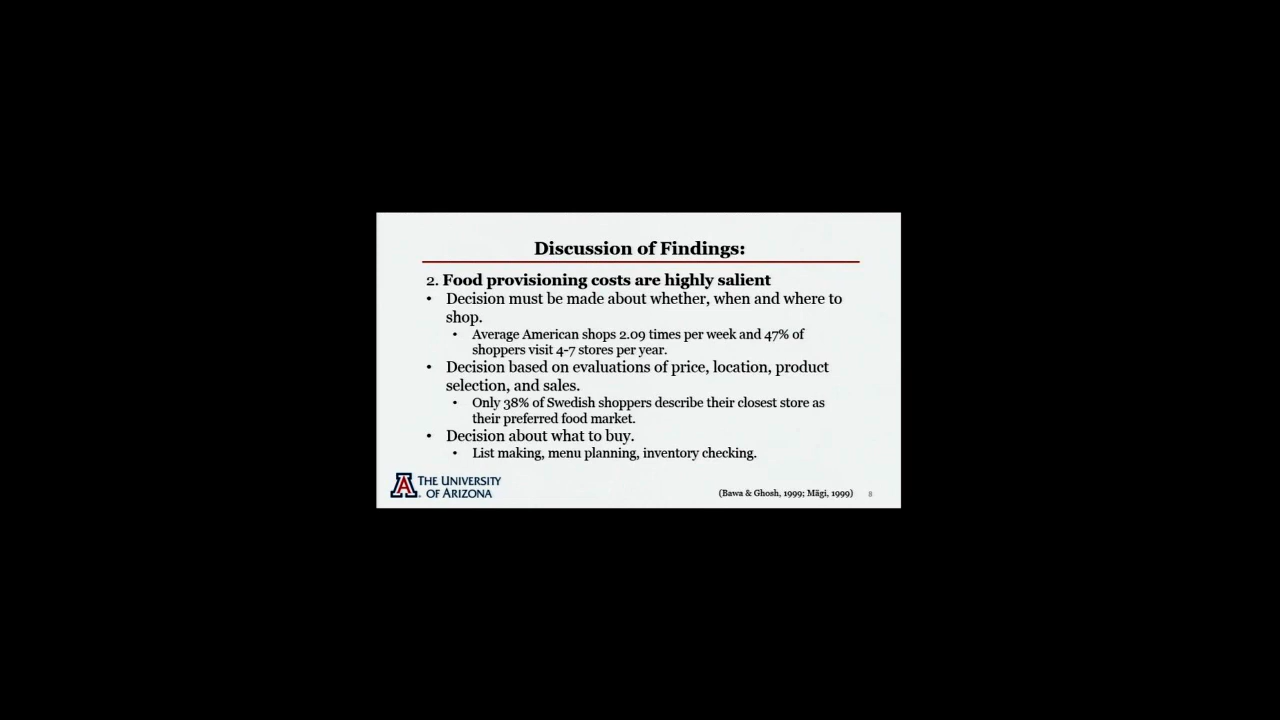 Discussion of Findings:
2. Food provisioning costs are highly salient
• Decision must be made about whether, when and where to
shop.
• Average American shops 2.09 times per week and 47% of
shoppers visit 4-7 stores per year.
• Decision based on evaluations of price, location, product
selection, and sales.
• Only 38% of Swedish shoppers describe their closest store as
their preferred food market.
• Decision about what to buy.
• List making, menu planning, inventory checking.
A THE UNIVERSITY
OF ARIZONA
(Bawa & Ghosh, 1999; Mägi, 1999) 8